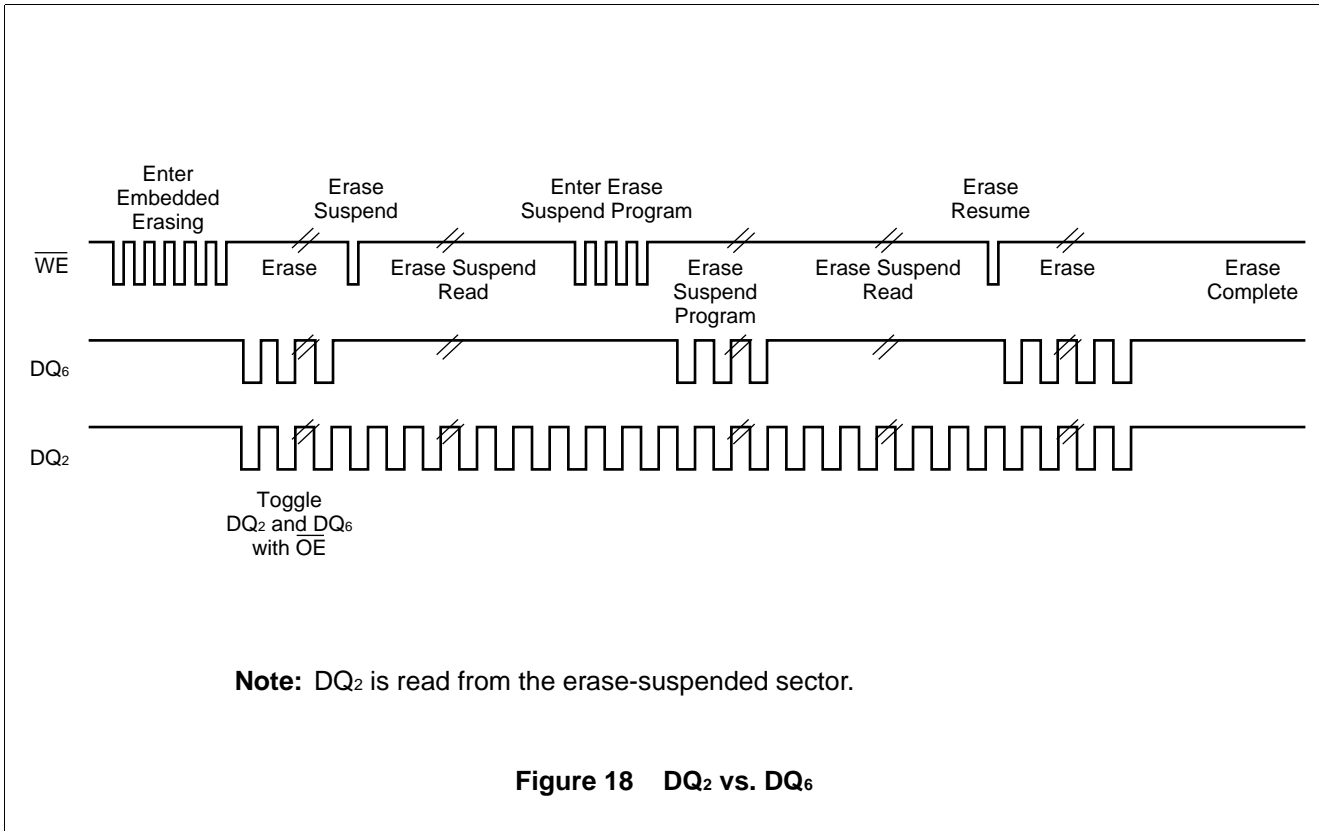 Enter
Embedded
Erasing
Erase
Suspend
Enter Erase
Suspend Program
Erase
Resume
WE
Erase
Erase Suspend
Read
Erase
Suspend
Program
Erase Suspend
Read
Erase
Erase
Complete
DQ6
DQ2
Toggle
DQ2 and DQ6
with OE
Note: DQ2 is read from the erase-suspended sector.
Figure 18 DQ2 vs. DQ6